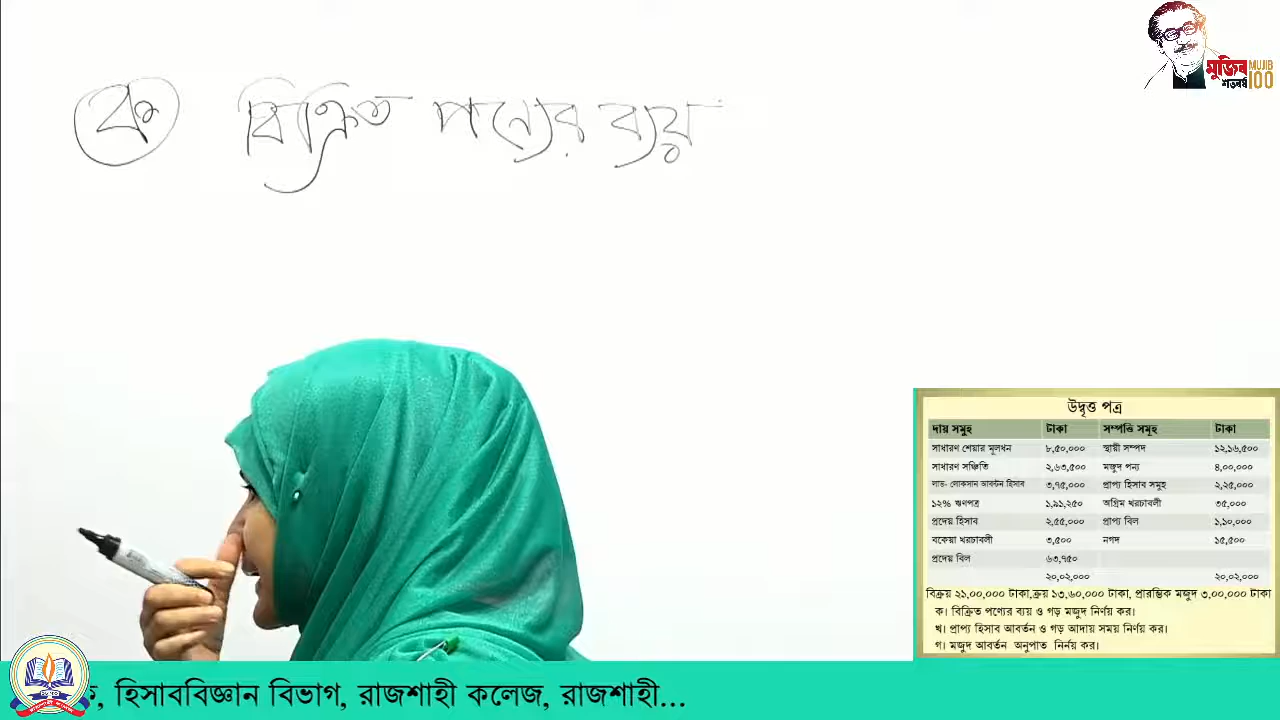 ক বিক্রিত পন্যের ব্যয়
মুজিব MUJIB
শতবর্ষ 100
উদ্বৃত্ত পত্র
দায় সমুহ টাকা সম্পত্তি সমূহ টাকা
সাধারণ শেয়ার মূলধন ৮,৫০,০০০ স্থায়ী সম্পদ ১২,১৬,৫০০
সাধারণ সঞ্চিতি ২,৬৩,৫০০ মজুদ পন্য ৪,০০,০০০
লাভ- লোকসান আবন্টন হিসাব ৩,৭৫,০০০ প্রাপ্য হিসাব সমুহ ২,২৫,০০০
১২% ঋণপত্র ১,৯১,২৫০ অগ্রিম খরচাবলী ৩৫,০০০
প্রদেয় হিসাব ২,৫৫,০০০ প্রাপ্য বিল ১,১০,০০০
বকেয়া খরচাবলী ৩,৫০০ নগদ ১৫,৫০০
প্রদেয় বিল ৬৩,৭৫০
২০,০২,০০০ ২০,০২,০০০
বিক্রয় ২১,০০,০০০ টাকা,ক্রয় ১৩,৬০,০০০ টাকা, প্রারম্ভিক মজুদ ৩,০০,০০০ টাকা
ক। বিক্রিত পণ্যের ব্যয় ও গড় মজুদ নির্ণয় কর।
খ। প্রাপ্য হিসাব আবর্তন ও গড় আদায় সময় নির্ণয় কর।
গ। মজুদ আবর্তন অনুপাত নির্নয় কর।
ক, হিসাববিজ্ঞান বিভাগ, রাজশাহী কলেজ, রাজশাহী...